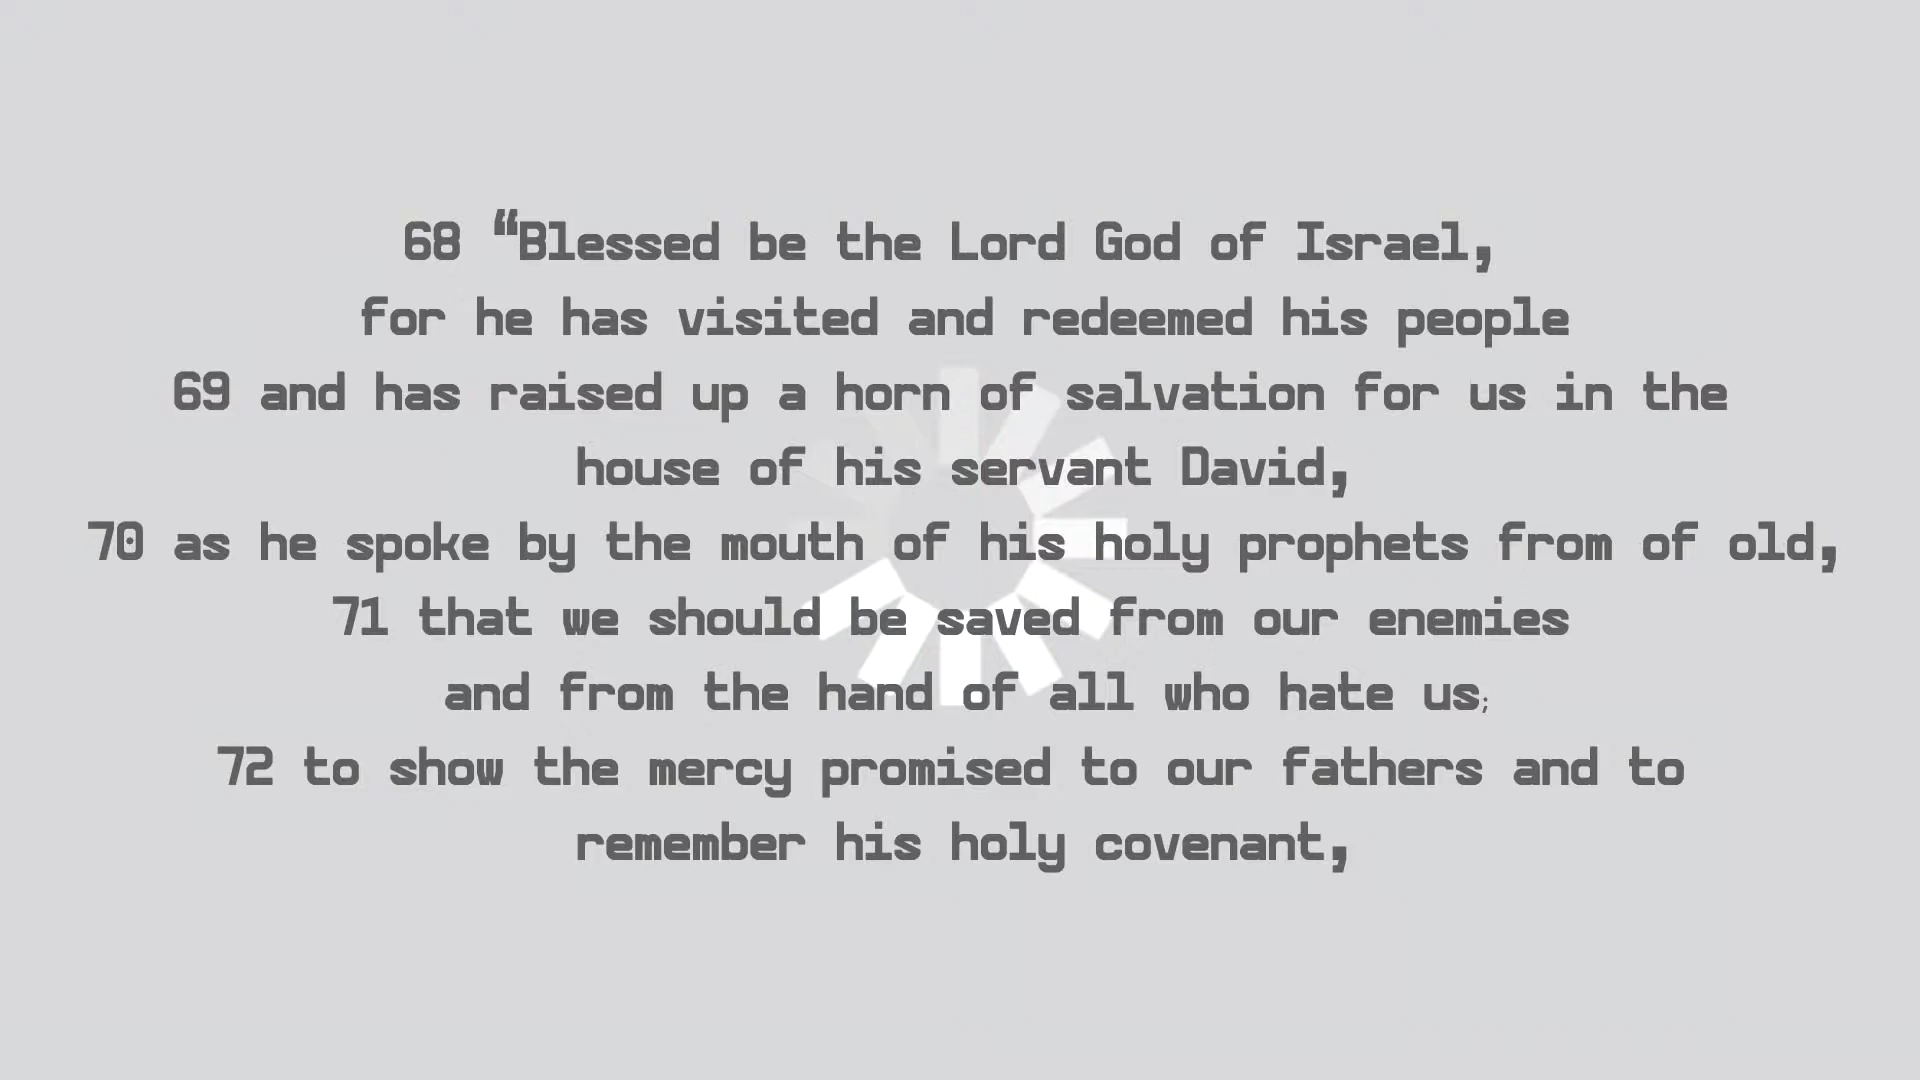 68 “Blessed be the Lord God of Israel,
for he has visited and redeemed his people
69 and has raised up a horn of salvation for us in the
house of his servant David,
70 as he spoke by the mouth of his holy prophets from of old,
71 that we should be saved from our enemies
and from the hand of all who hate us;
72 to show the mercy promised to our fathers and to
remember his holy covenant,